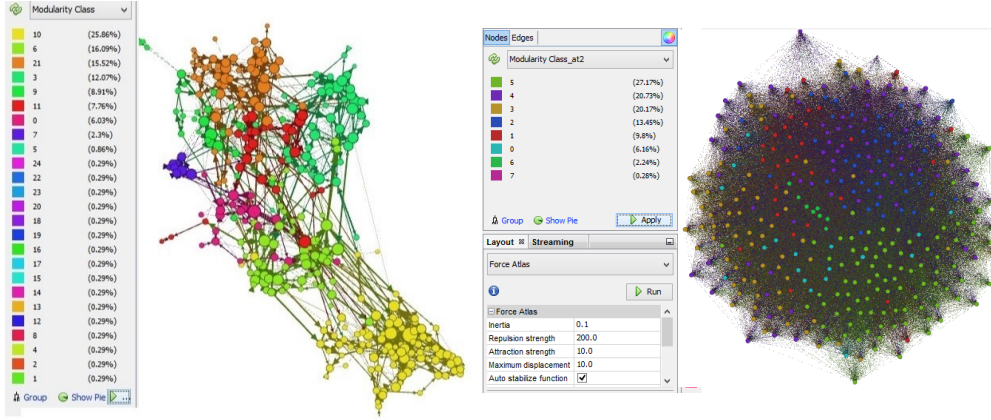 Modularity Class
10 (25.86%)
6 (16.09%)
21 (15.52%)
3 (12.07%)
9 (8.91%)
11 (7.76%)
0 (6.03%)
7 (2.3%)
5 (0.86%)
24 (0.29%)
22 (0.29%)
23 (0.29%)
20 (0.29%)
18 (0.29%)
19 (0.29%)
16 (0.29%)
17 (0.29%)
15 (0.29%)
14 (0.29%)
13 (0.29%)
12 (0.29%)
8 (0.29%)
4 (0.29%)
2 (0.29%)
1 (0.29%)
Group Show Pie ...
Nodes Edges
Modularity Class_at2
5 (27.17%)
4 (20.73%)
3 (20.17%)
2 (13.45%)
1 (9.8%)
0 (6.16%)
6 (2.24%)
7 (0.28%)
Group Show Pie Apply
Layout Streaming
Force Atlas
Run
Force Atlas
Inertia 0.1
Repulsion strength 200.0
Attraction strength 10.0
Maximum displacement 10.0
Auto stabilize function